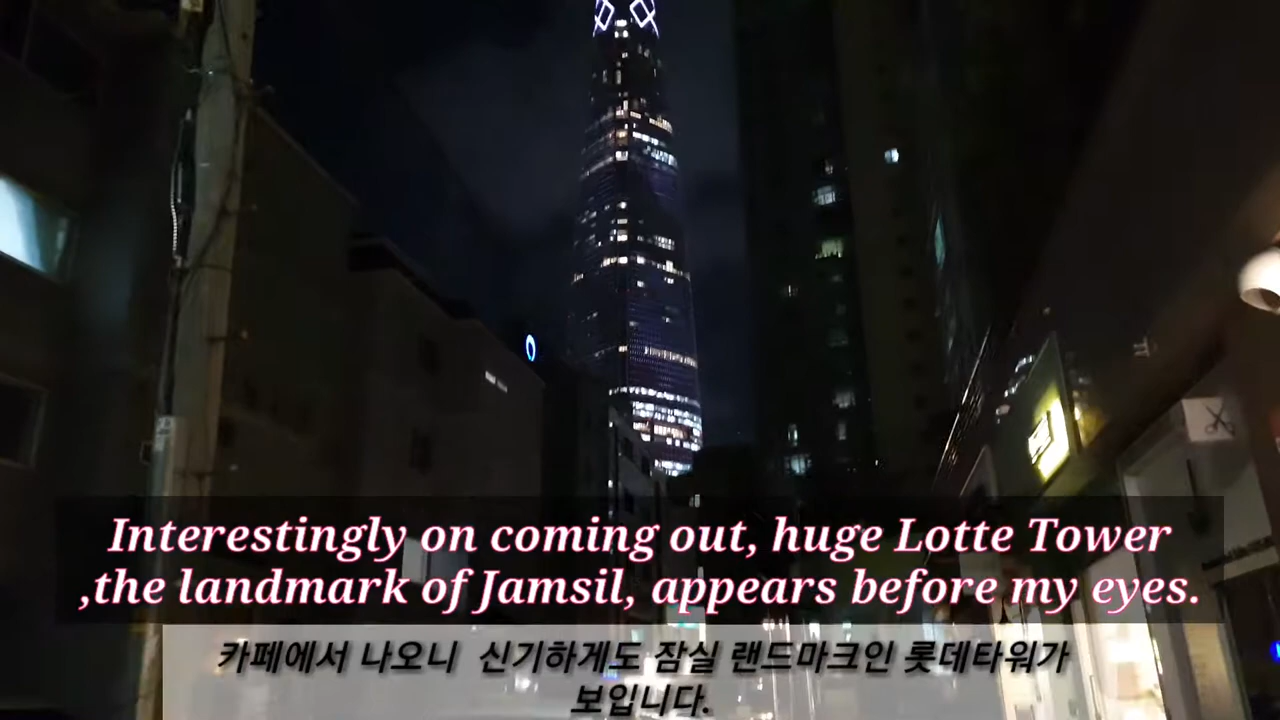 Interestingly on coming out, huge Lotte Tower
,the landmark of Jamsil, appears before my eyes.
카페에서 나오니 신기하게도 잠실 랜드마크인 롯데타워가
보입니다.